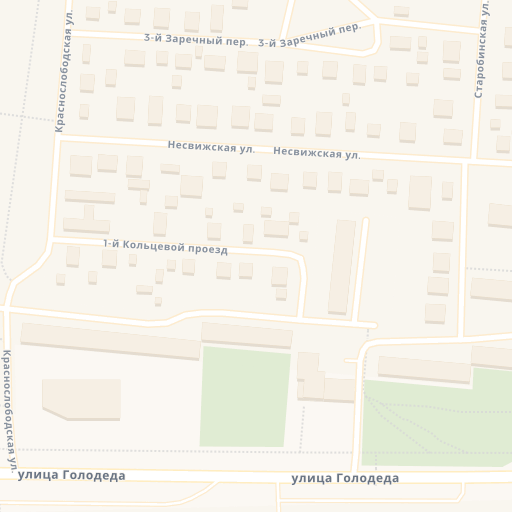 3-й Заречный пер.
3-й Заречный пер.
Краснослободская ул.
Старобинская ул.
Несвижская ул.
Несвижская ул.
1-й Кольцевой проезд
Краснослободская ул.
улица Голодеда
улица Голодеда